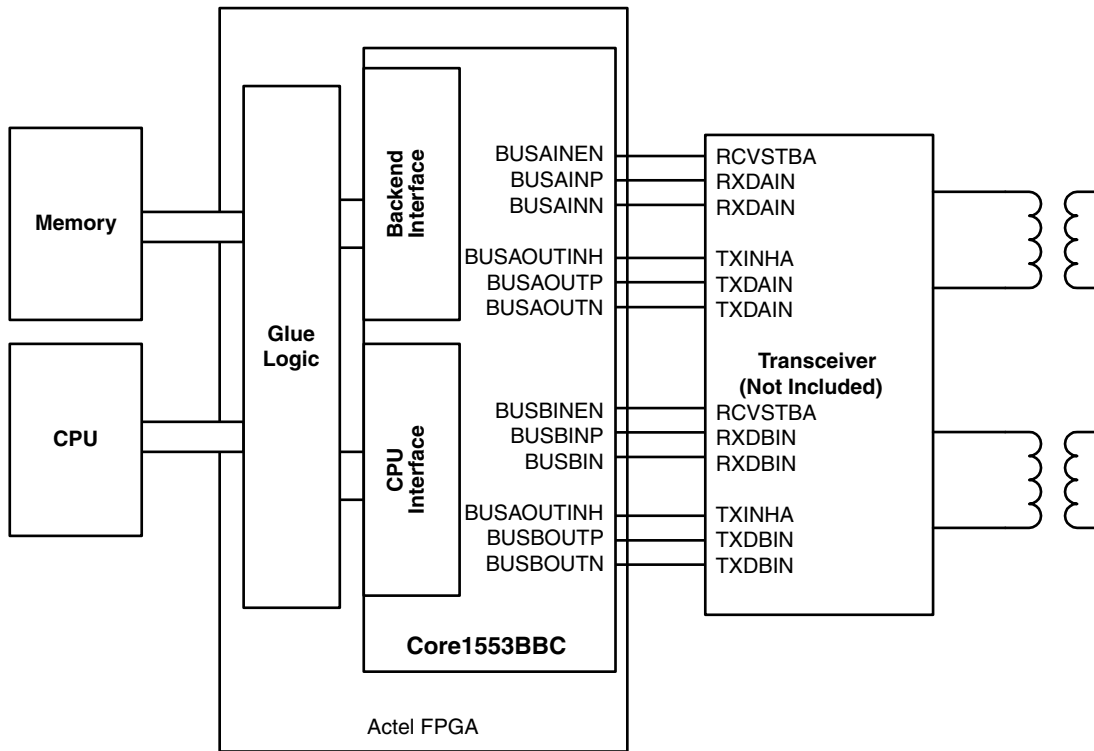 Memory
CPU
Glue
Logic
Backend
Interface
CPU
Interface
BUSAINEN
BUSAINP
BUSAINN
BUSAOUTINH
BUSAOUTP
BUSAOUTN
BUSBINEN
BUSBINP
BUSBIN
BUSAOUTINH
BUSBOUTP
BUSBOUTN
Core1553BBC
Actel FPGA
RCVSTBA
RXDAIN
RXDAIN
TXINHA
TXDAIN
TXDAIN
Transceiver
(Not Included)
RCVSTBA
RXDBIN
RXDBIN
TXINHA
TXDBIN
TXDBIN